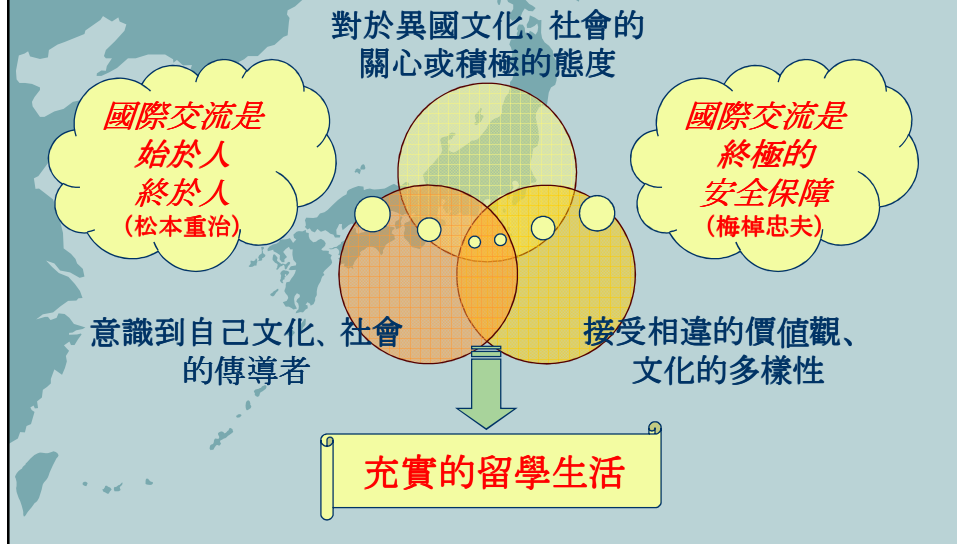 對於異國文化、社會的
關心或積極的態度
國際交流是
始於人
終於人
(松本重治)
國際交流是
終極的
安全保障
(梅棹忠夫)
意識到自己文化、社會
的傳導者
接受相違的價値觀、
文化的多樣性
充實的留學生活